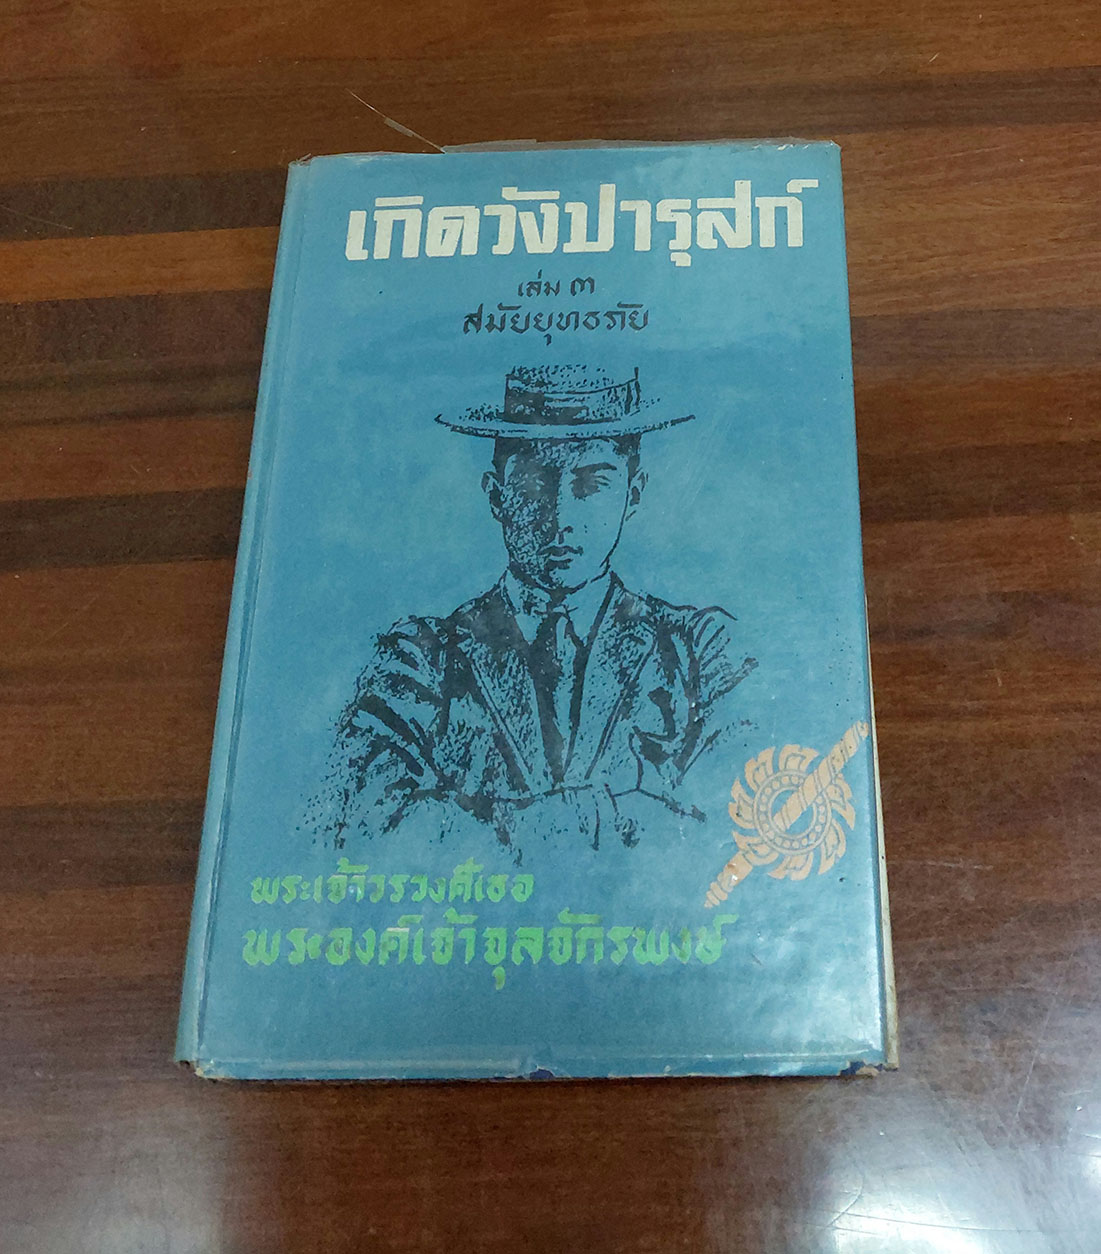 เกิดวังปารุสก์
เล่ม ๓
สมัยยุทธภัย
พระเจ้าวรวงศ์เธอ
พระองค์เจ้าจุลจักรพงษ์